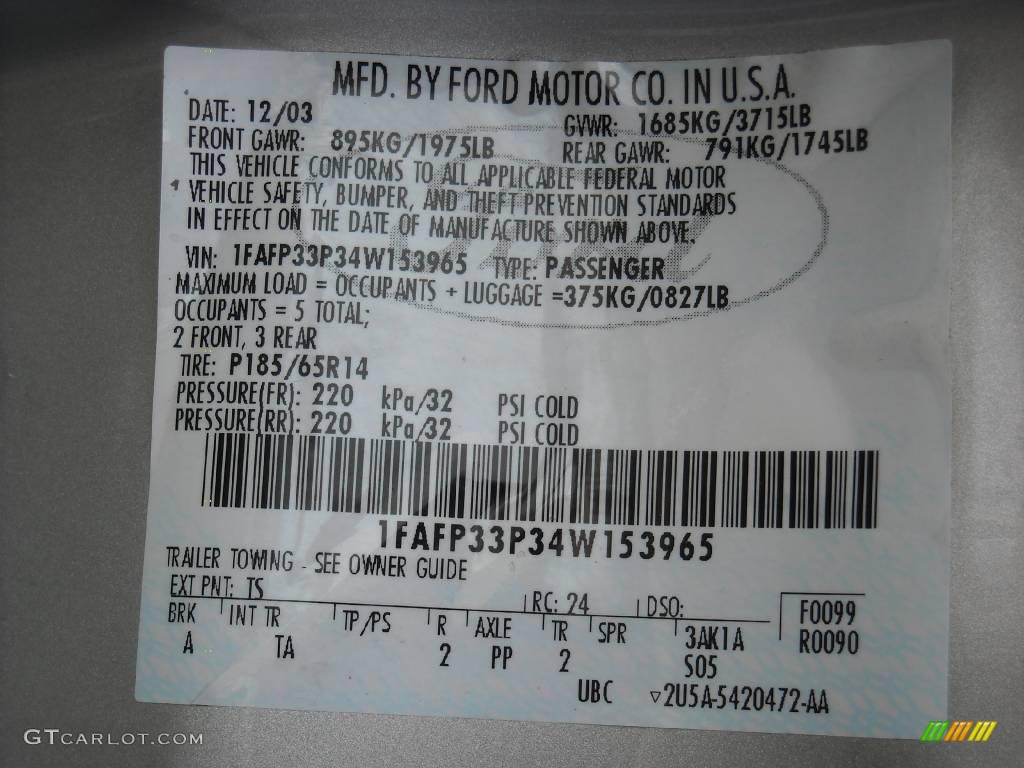 MFD. BY FORD MOTOR CO. IN U.S.A.
DATE: 12/03 GVWR: 1685KG/3715LB
FRONT GAWR: 895KG/1975LB REAR GAWR: 791KG/1745LB
THIS VEHICLE CONFORMS TO ALL APPLICABLE FEDERAL MOTOR
VEHICLE SAFETY, BUMPER, AND THEFT PREVENTION STANDARDS
IN EFFECT ON THE DATE OF MANUFACTURE SHOWN ABOVE.
VIN: 1FAFP33P34W153965 TYPE: PASSENGER
MAXIMUM LOAD = OCCUPANTS + LUGGAGE =375KG/0827LB
OCCUPANTS = 5 TOTAL;
2 FRONT, 3 REAR
TIRE: P185/65R14
PRESSURE(FR): 220 kPa/32 PSI COLD
PRESSURE(RR): 220 kPa/32 PSI COLD
1FAFP33P34W153965
TRAILER TOWING - SEE OWNER GUIDE
EXT PNT: TS RC: 24 DSO: F0099
BRK INT TR TP/PS R AXLE TR SPR 3AK1A R0090
A TA 2 PP 2 S05
UBC ▽2U5A-5420472-AA
GTCARLOT.COM